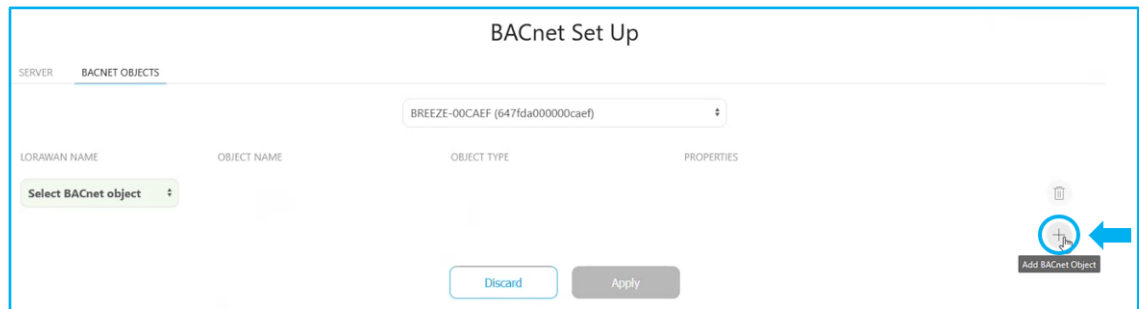 BACnet Set Up
SERVER BACNET OBJECTS
BREEZE-00CAEF (647fda000000caef)
LORAWAN NAME OBJECT NAME OBJECT TYPE PROPERTIES
Select BACnet object
Add BACnet Object
Discard Apply